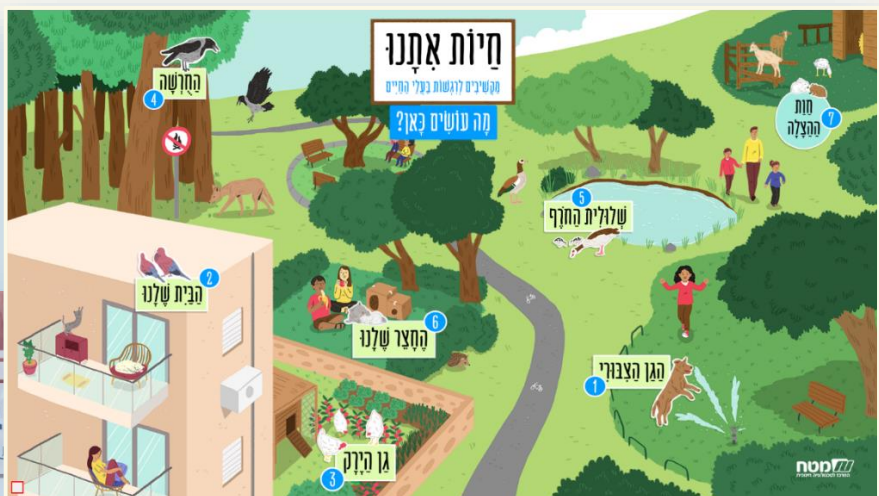 חַיּוֹת אִתָּנוּ
מַקְשִׁיבִים לְרִגְשׁוֹת בַּעֲלֵי הַחַיִּים
מָה עוֹשִׂים כָּאן?
הַחֻרְשָׁה
4
חַוַּת
הַהַצָּלָה
7
5
שְׁלוּלִית הַחֹרֶף
2
הַבַּיִת שֶׁלָּנוּ
6
הֶחָצֵר שֶׁלָּנוּ
הַגַּן הַצִּבּוּרִי
1
גַּן הַיָּרָק
3
מטח